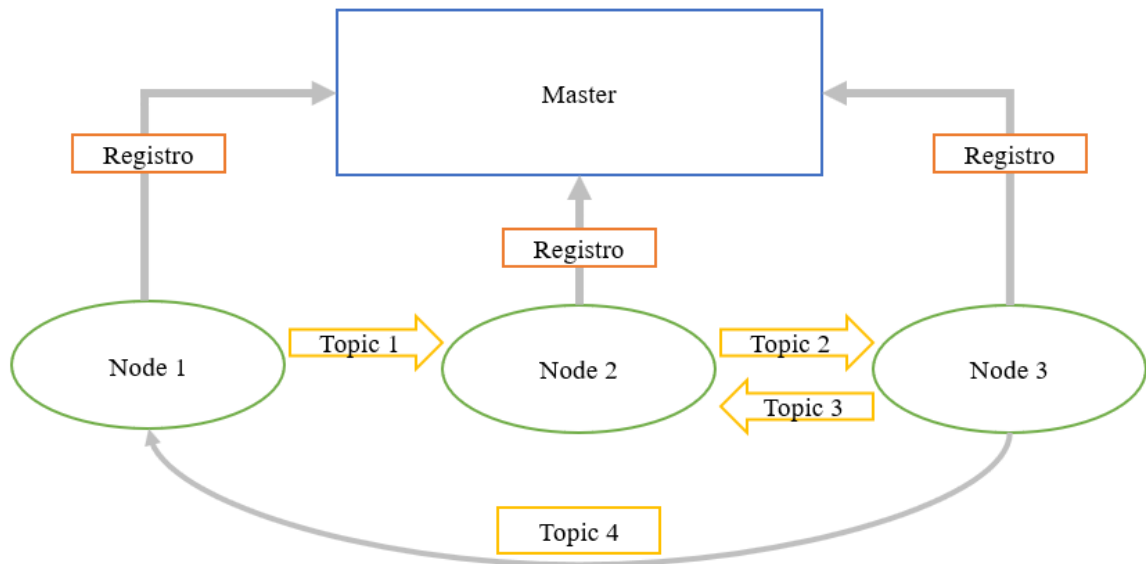 Master
Registro
Registro
Registro
Node 1
Topic 1
Node 2
Topic 2
Node 3
Topic 3
Topic 4